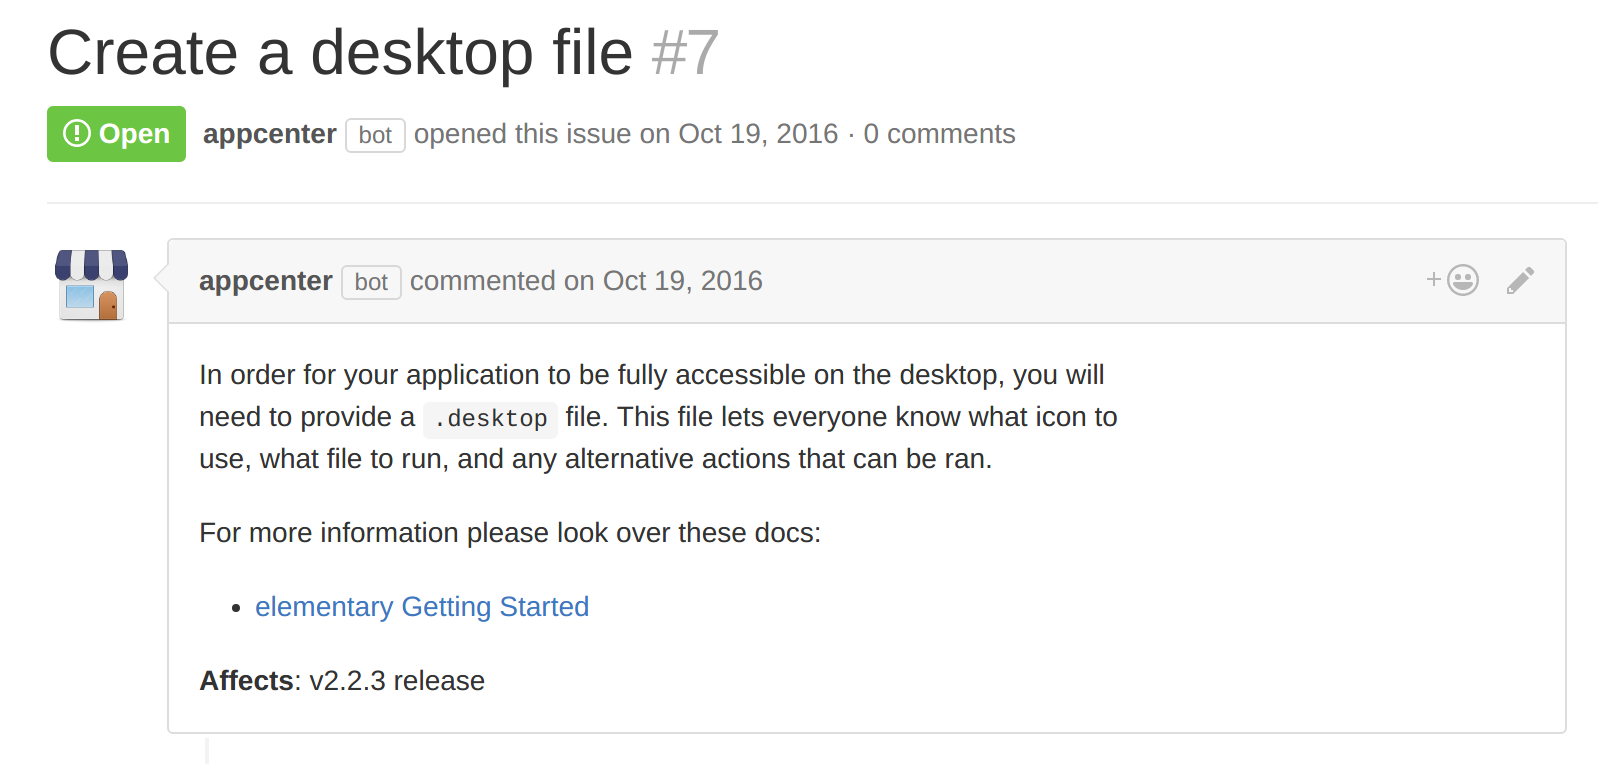 Create a desktop file #7
Open appcenter bot opened this issue on Oct 19, 2016 · 0 comments
appcenter bot commented on Oct 19, 2016
In order for your application to be fully accessible on the desktop, you will
need to provide a .desktop file. This file lets everyone know what icon to
use, what file to run, and any alternative actions that can be ran.
For more information please look over these docs:
• elementary Getting Started
Affects: v2.2.3 release